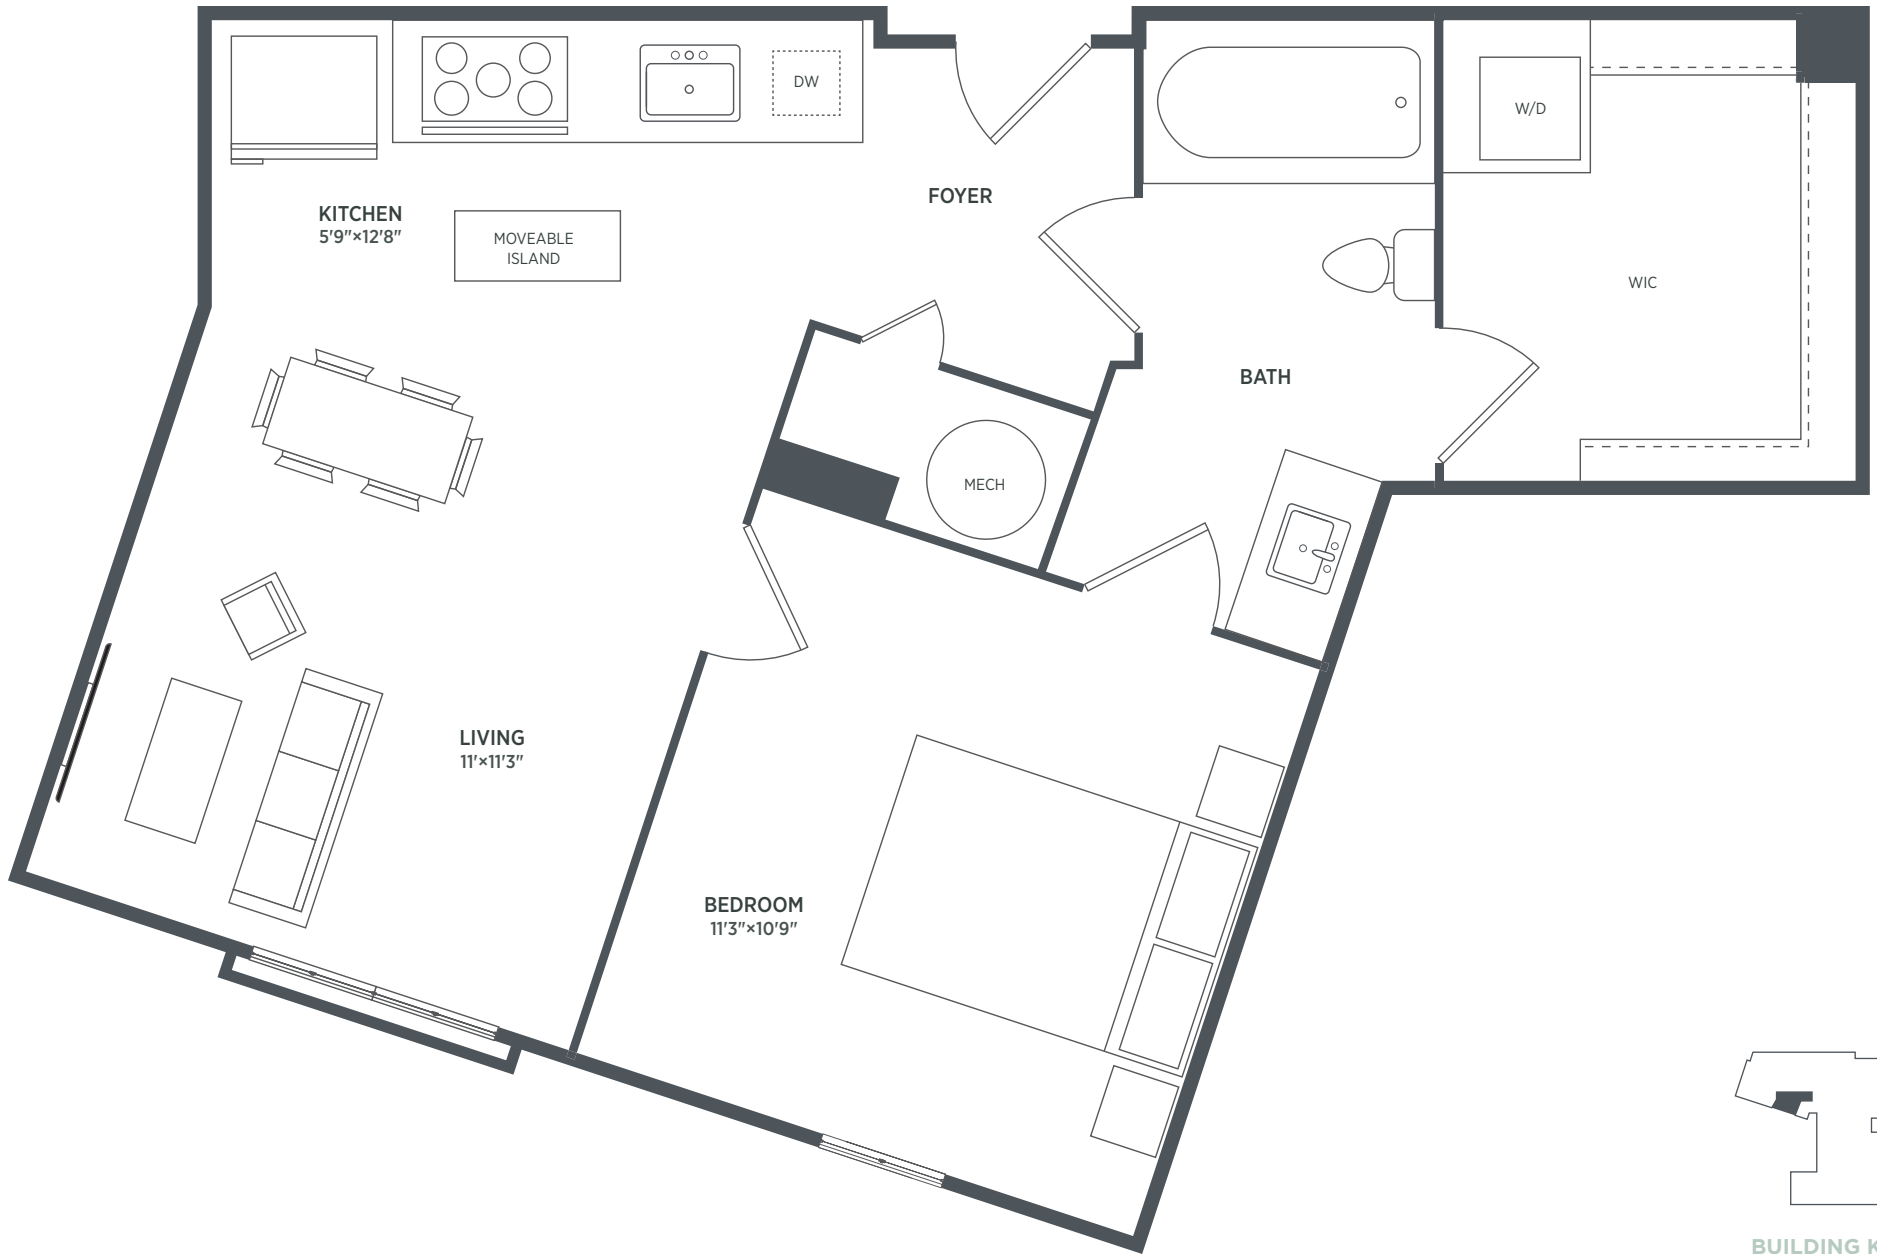 DW
W/D
FOYER
KITCHEN
5'9"×12'8"
MOVEABLE
ISLAND
WIC
BATH
MECH
LIVING
11'×11'3"
BEDROOM
11'3"×10'9"
BUILDING K